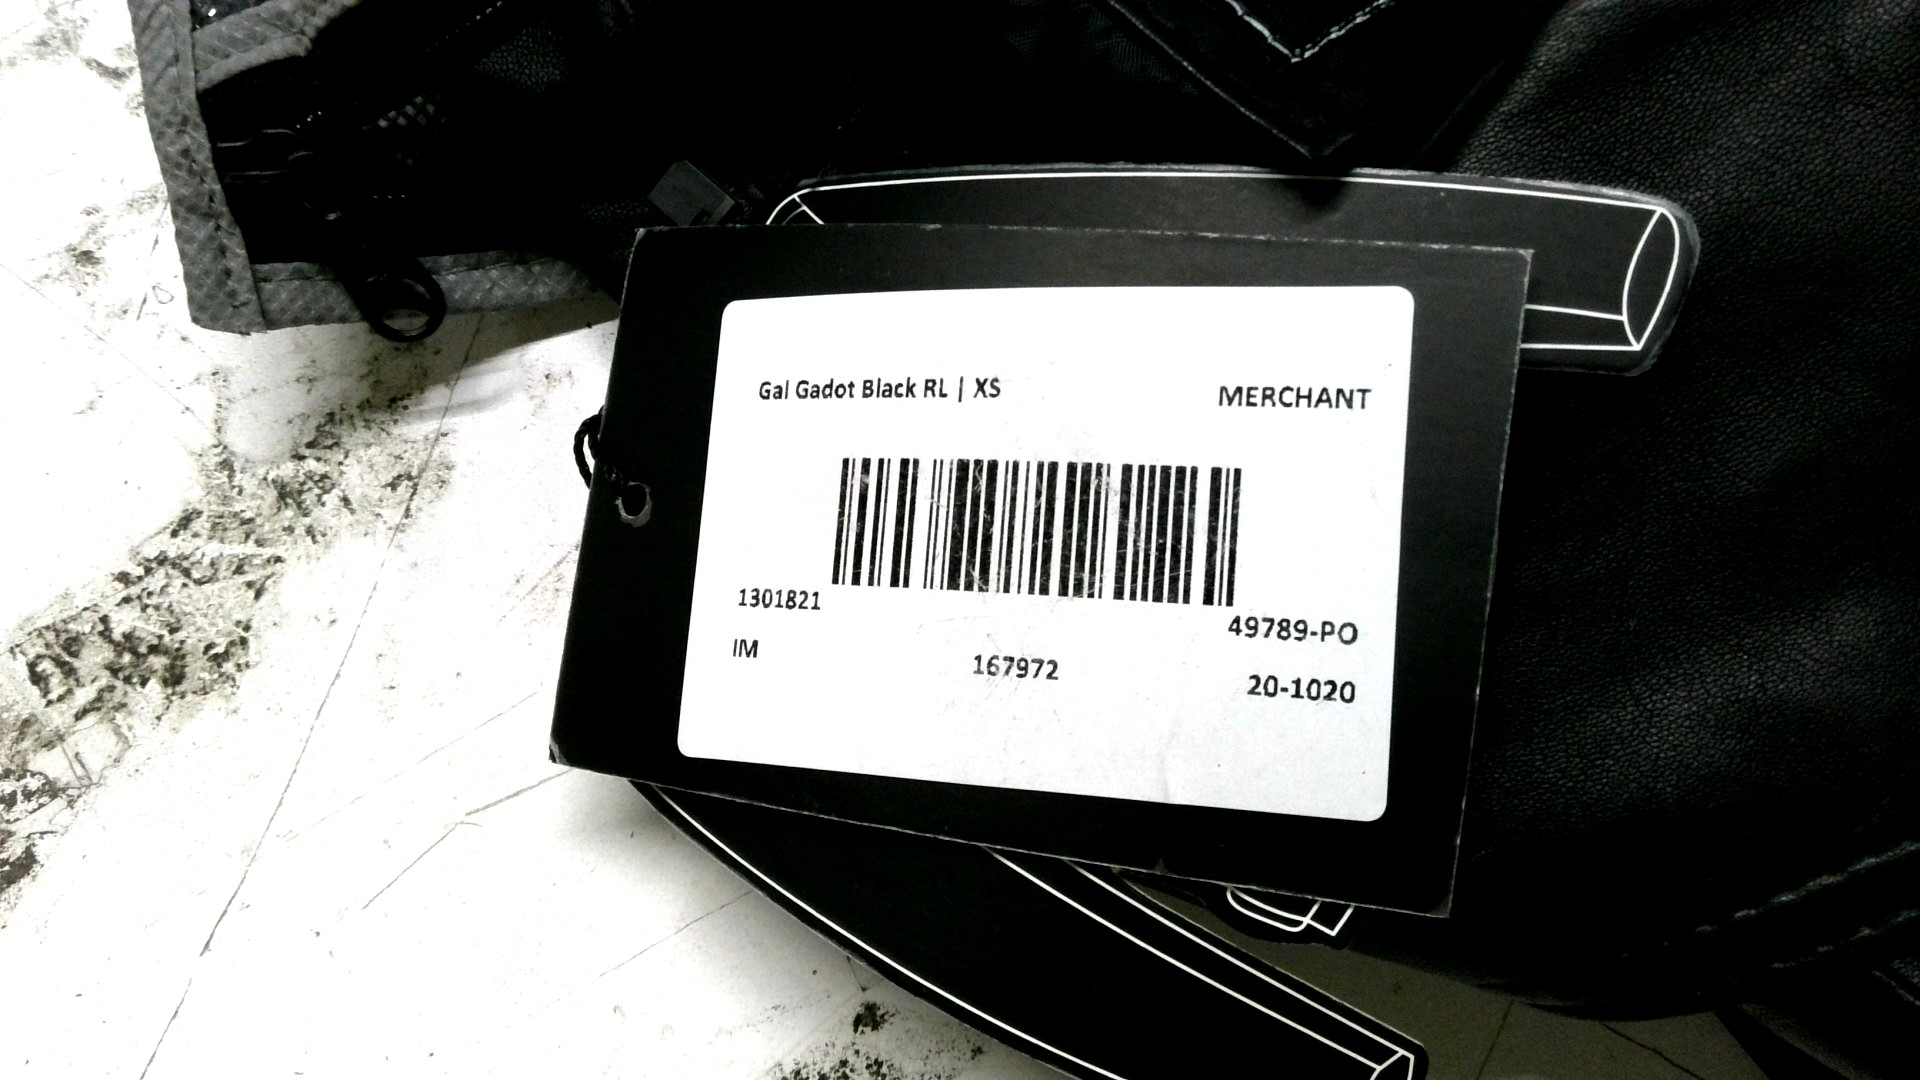 Gal Gadot Black RL | XS
MERCHANT
1301821
49789-PO
IM
167972
20-1020